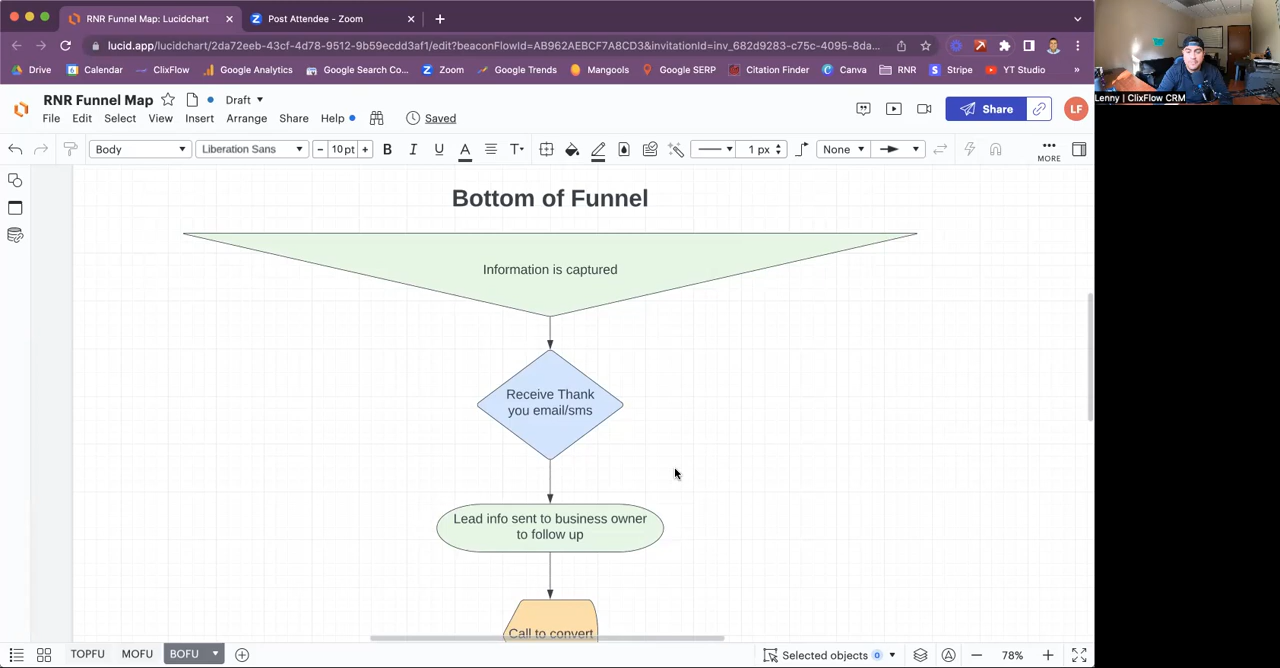 RNR Funnel Map: Lucidchart
Post Attendee - Zoom
lucid.app/lucidchart/2da72eeb-43cf-4d78-9512-9b59ecdd3af1/edit?beaconFlowId=AB962AEBCF7A8CD3&invitationId=inv_682d9283-c75c-4095-8da...
Drive
Calendar
ClixFlow
Google Analytics
Google Search Co...
Zoom
Google Trends
Mangools
Google SERP
Citation Finder
Canva
RNR
Stripe
YT Studio
»
Lenny | ClixFlow CRM
RNR Funnel Map
Draft
File Edit Select View Insert Arrange Share Help
Saved
Share
LF
Body
Liberation Sans
− 10 pt +
B I U A T
1 px
None
MORE
Bottom of Funnel
Information is captured
Receive Thank
you email/sms
Lead info sent to business owner
to follow up
Call to convert
TOPFU
MOFU
BOFU
Selected objects 0
78%